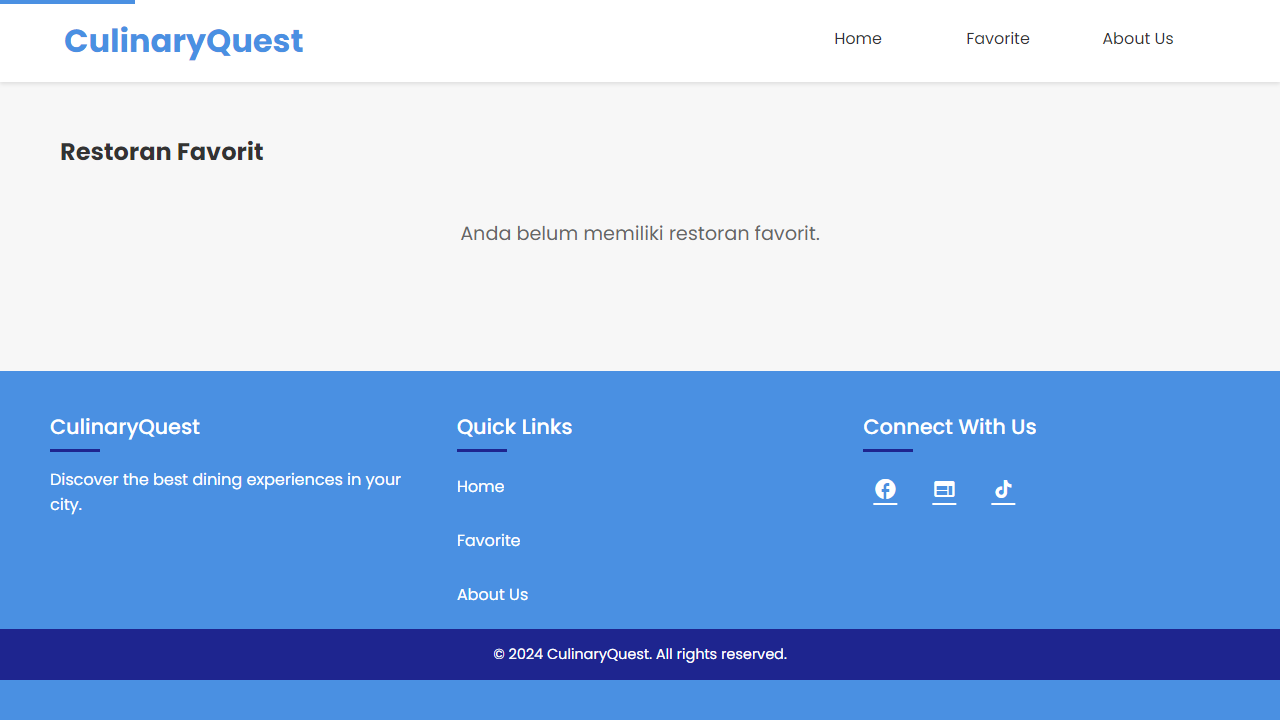 CulinaryQuest
Home
Favorite
About Us
Restoran Favorit
Anda belum memiliki restoran favorit.
CulinaryQuest
Discover the best dining experiences in your
city.
Quick Links
Home
Favorite
About Us
Connect With Us
© 2024 CulinaryQuest. All rights reserved.